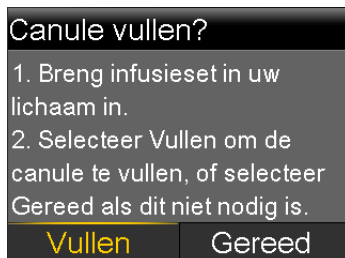 Canule vullen?
1. Breng infusieset in uw
lichaam in.
2. Selecteer Vullen om de
canule te vullen, of selecteer
Gereed als dit niet nodig is.
Vullen Gereed